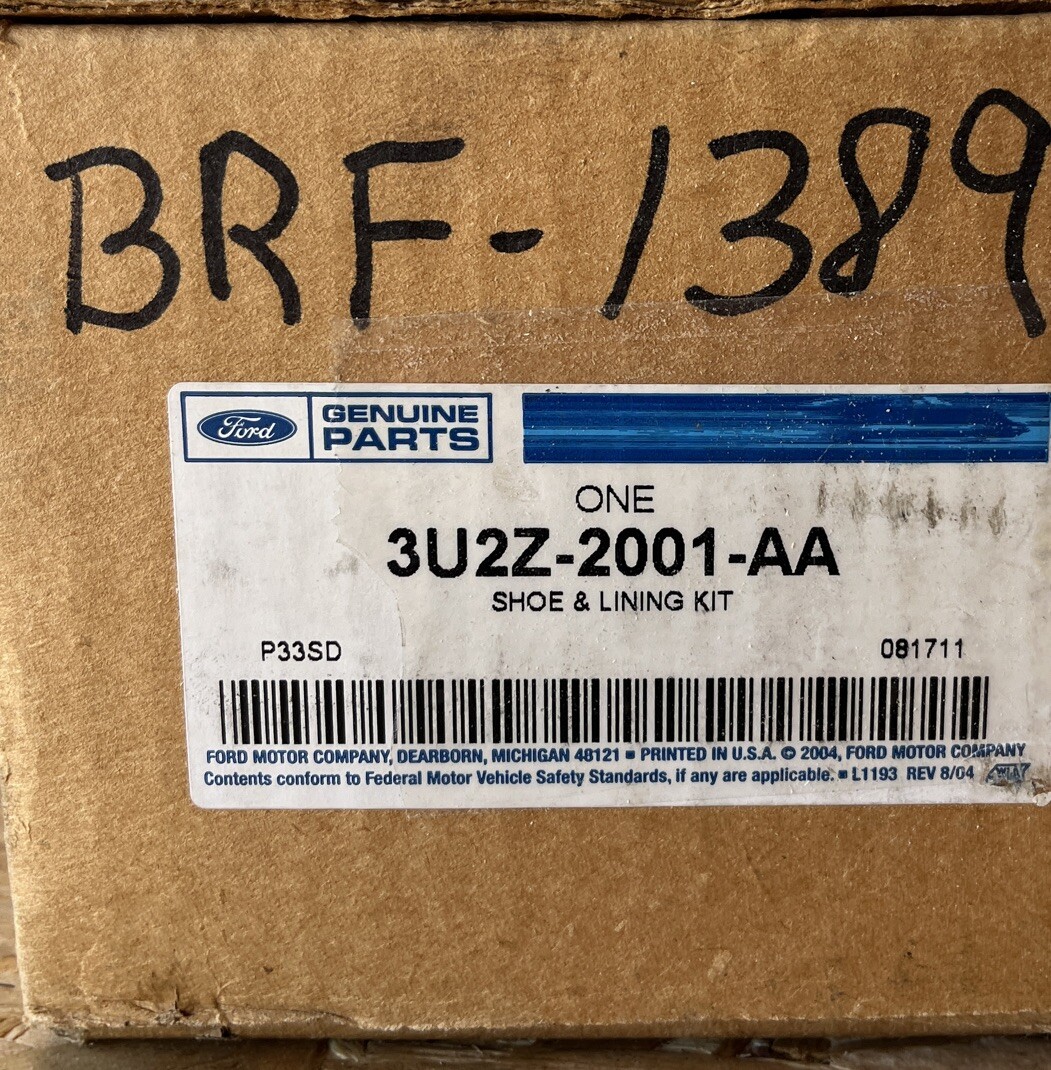 BRF-1389
Ford
GENUINE
PARTS
ONE
3U2Z-2001-AA
SHOE & LINING KIT
P33SD 081711
FORD MOTOR COMPANY, DEARBORN, MICHIGAN 48121 ▪ PRINTED IN U.S.A. © 2004, FORD MOTOR COMPANY
Contents conform to Federal Motor Vehicle Safety Standards, if any are applicable. ▪ L1193 REV 8/04